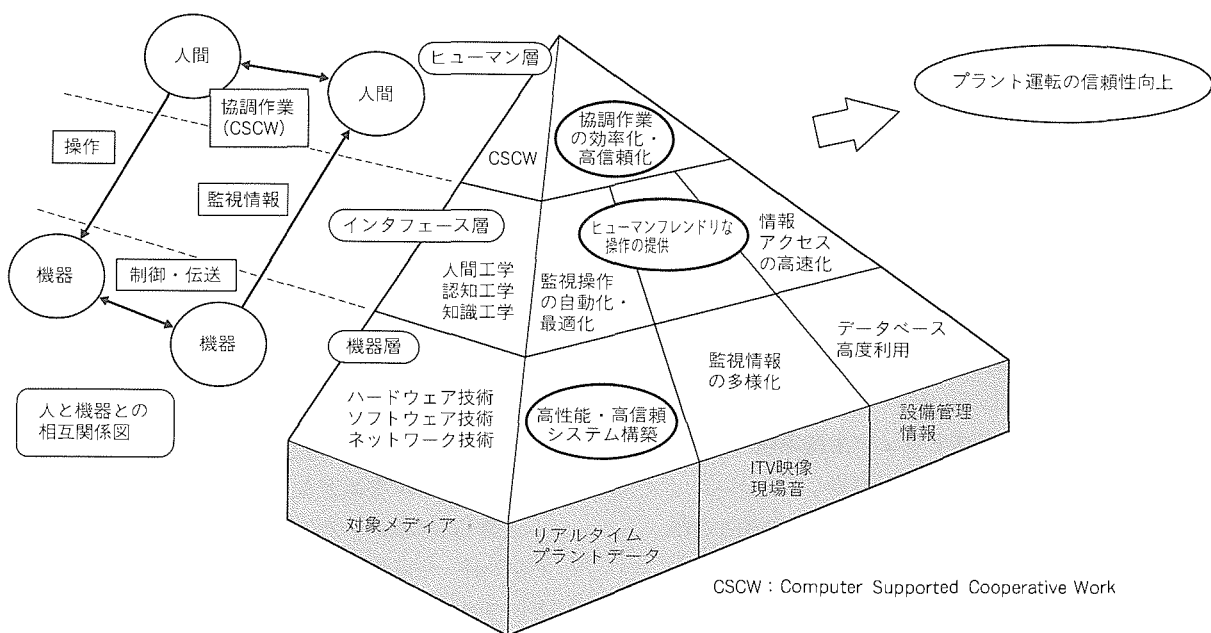 人間
人間
協調作業
(CSCW)
操作
監視情報
機器
制御・伝送
機器
人と機器との
相互関係図
ヒューマン層
インタフェース層
機器層
CSCW
協調作業
の効率化・
高信頼化
人間工学
認知工学
知識工学
監視操作
の自動化・
最適化
ヒューマンフレンドリな
操作の提供
情報
アクセス
の高速化
ハードウェア技術
ソフトウェア技術
ネットワーク技術
高性能・高信頼
システム構築
監視情報
の多様化
データベース
高度利用
対象メディア
リアルタイム
プラントデータ
ITV映像
現場音
設備管理
情報
プラント運転の信頼性向上
CSCW：Computer Supported Cooperative Work